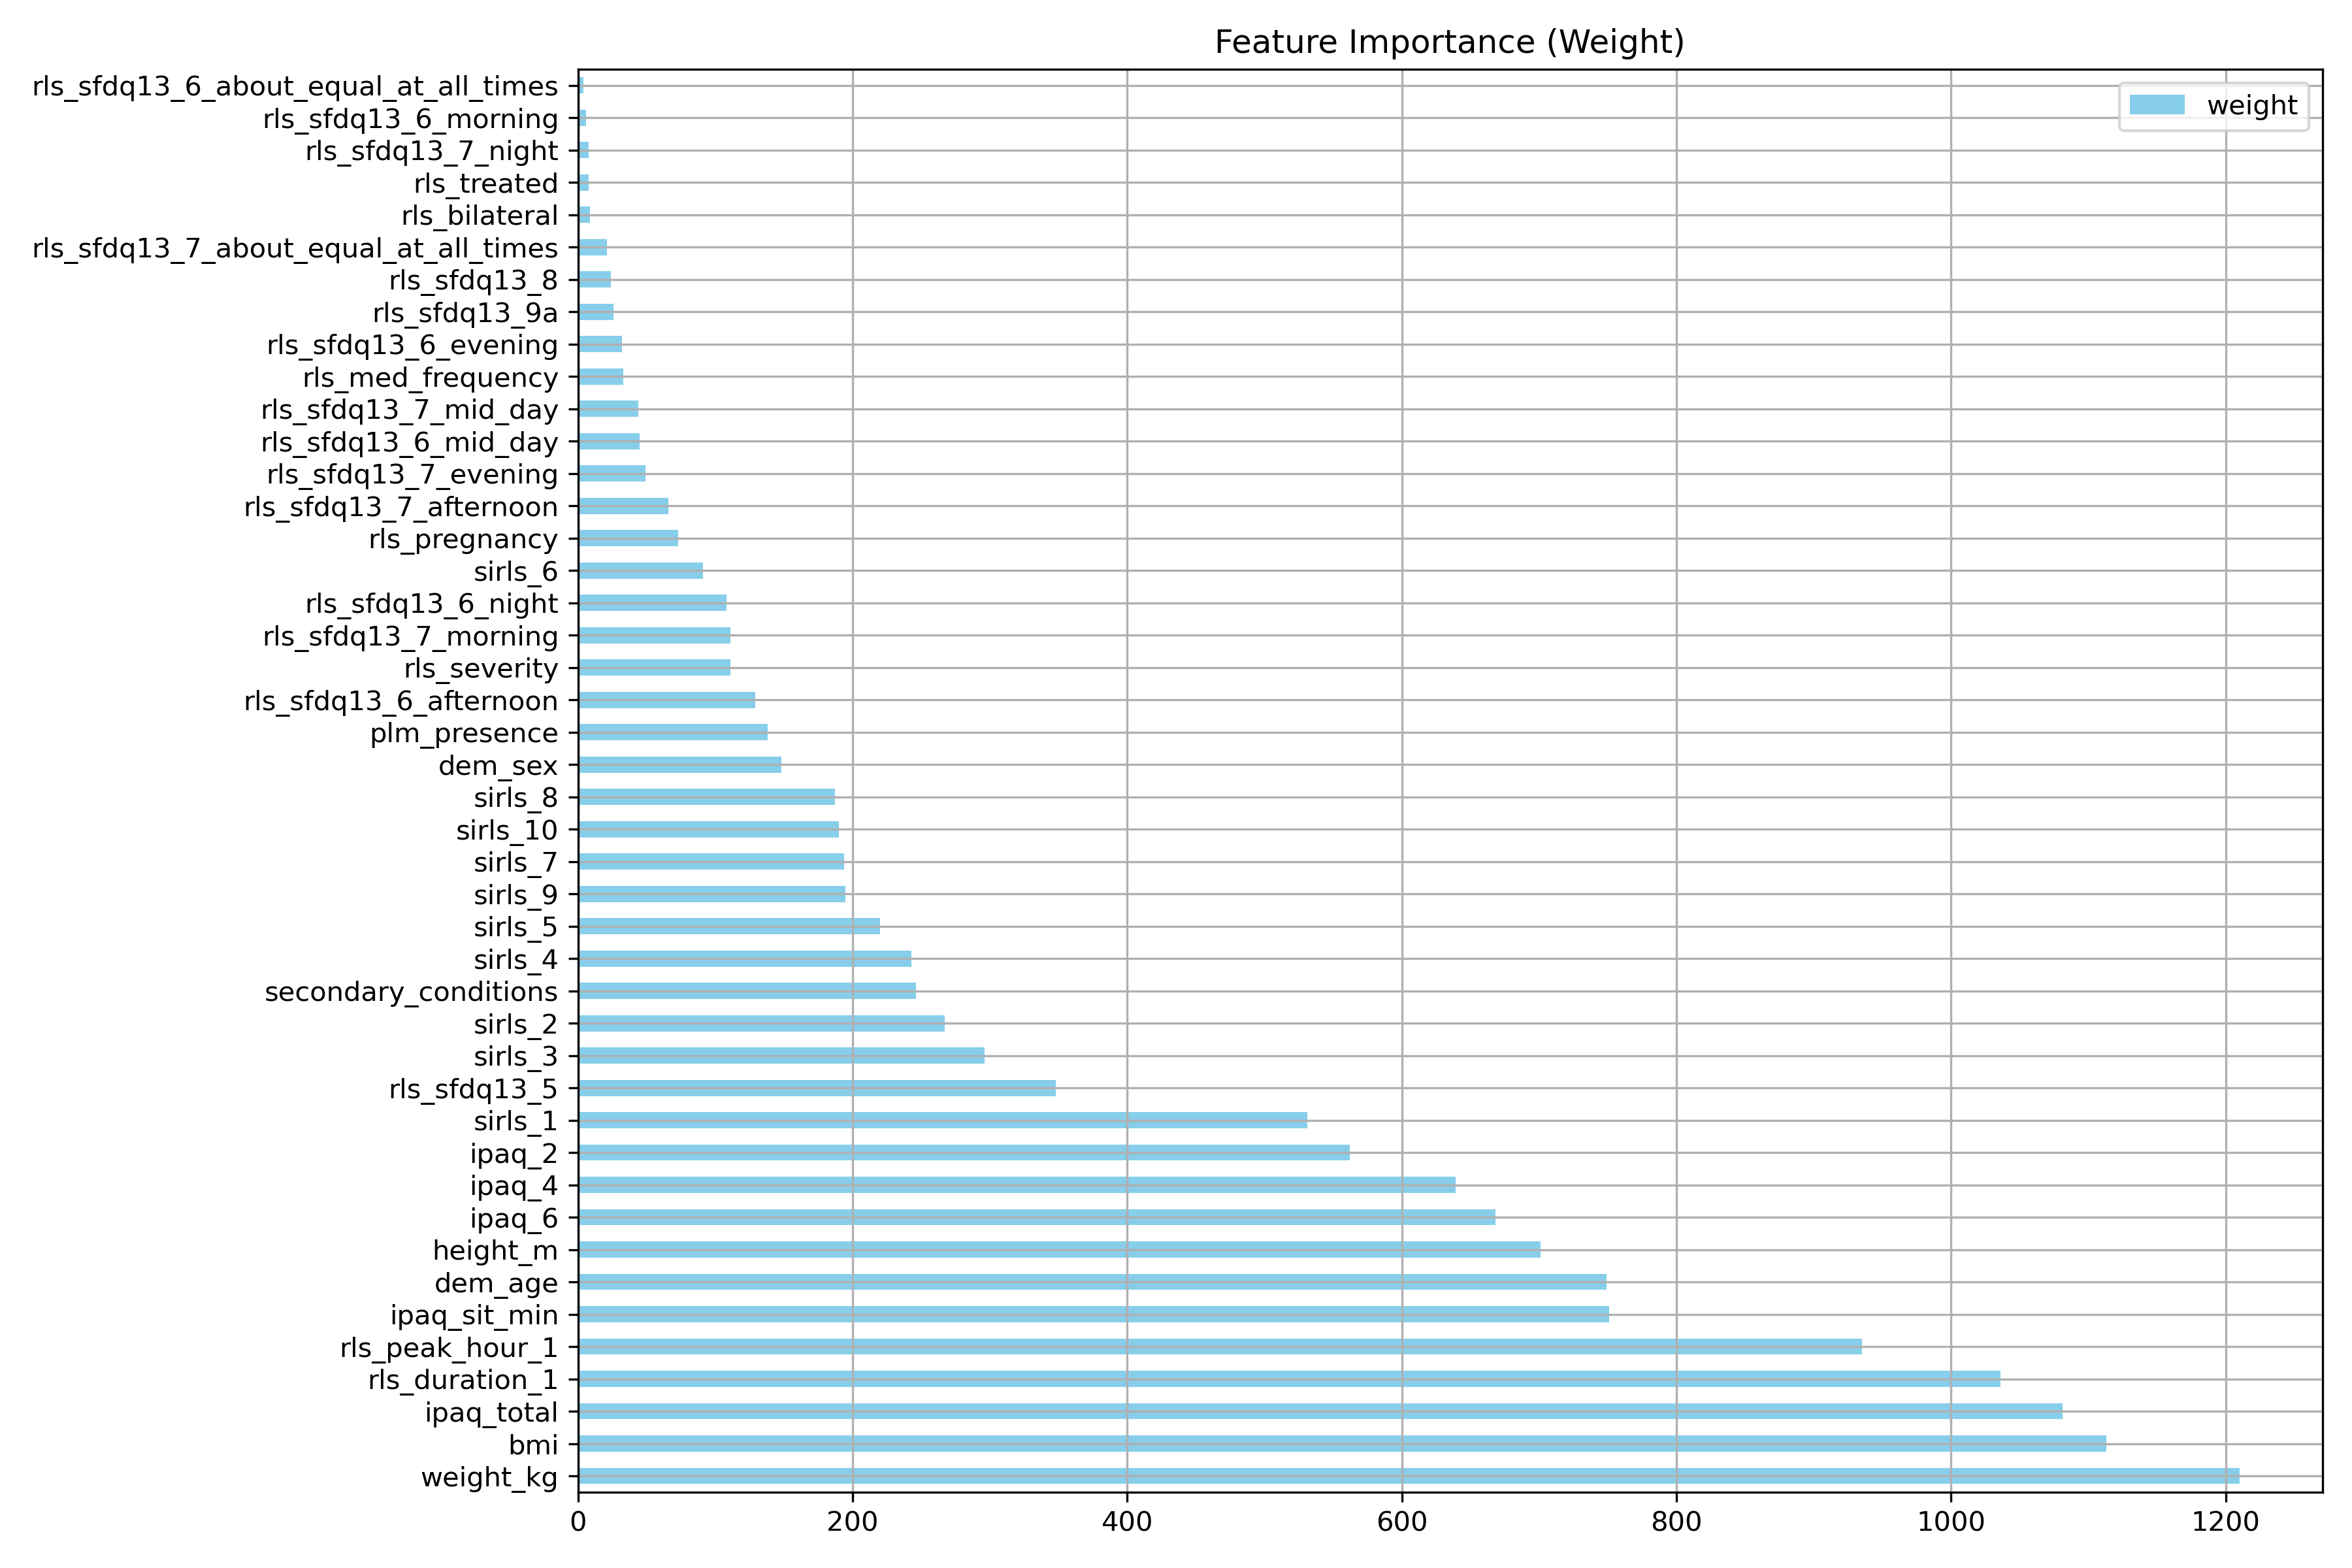 Feature Importance (Weight)
weight
rls_sfdq13_6_about_equal_at_all_times
rls_sfdq13_6_morning
rls_sfdq13_7_night
rls_treated
rls_bilateral
rls_sfdq13_7_about_equal_at_all_times
rls_sfdq13_8
rls_sfdq13_9a
rls_sfdq13_6_evening
rls_med_frequency
rls_sfdq13_7_mid_day
rls_sfdq13_6_mid_day
rls_sfdq13_7_evening
rls_sfdq13_7_afternoon
rls_pregnancy
sirls_6
rls_sfdq13_6_night
rls_sfdq13_7_morning
rls_severity
rls_sfdq13_6_afternoon
plm_presence
dem_sex
sirls_8
sirls_10
sirls_7
sirls_9
sirls_5
sirls_4
secondary_conditions
sirls_2
sirls_3
rls_sfdq13_5
sirls_1
ipaq_2
ipaq_4
ipaq_6
height_m
dem_age
ipaq_sit_min
rls_peak_hour_1
rls_duration_1
ipaq_total
bmi
weight_kg
0 200 400 600 800 1000 1200